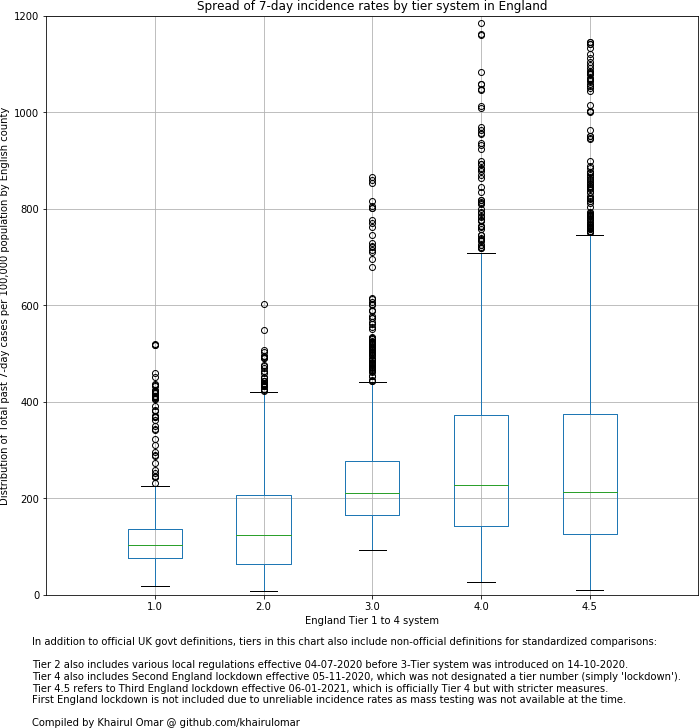 Spread of 7-day incidence rates by tier system in England
Distribution of Total past 7-day cases per 100,000 population by English county
1200
1000
800
600
400
200
0
1.0 2.0 3.0 4.0 4.5
England Tier 1 to 4 system
In addition to official UK govt definitions, tiers in this chart also include non-official definitions for standardized comparisons:
Tier 2 also includes various local regulations effective 04-07-2020 before 3-Tier system was introduced on 14-10-2020.
Tier 4 also includes Second England lockdown effective 05-11-2020, which was not designated a tier number (simply 'lockdown').
Tier 4.5 refers to Third England lockdown effective 06-01-2021, which is officially Tier 4 but with stricter measures.
First England lockdown is not included due to unreliable incidence rates as mass testing was not available at the time.
Compiled by Khairul Omar @ github.com/khairulomar